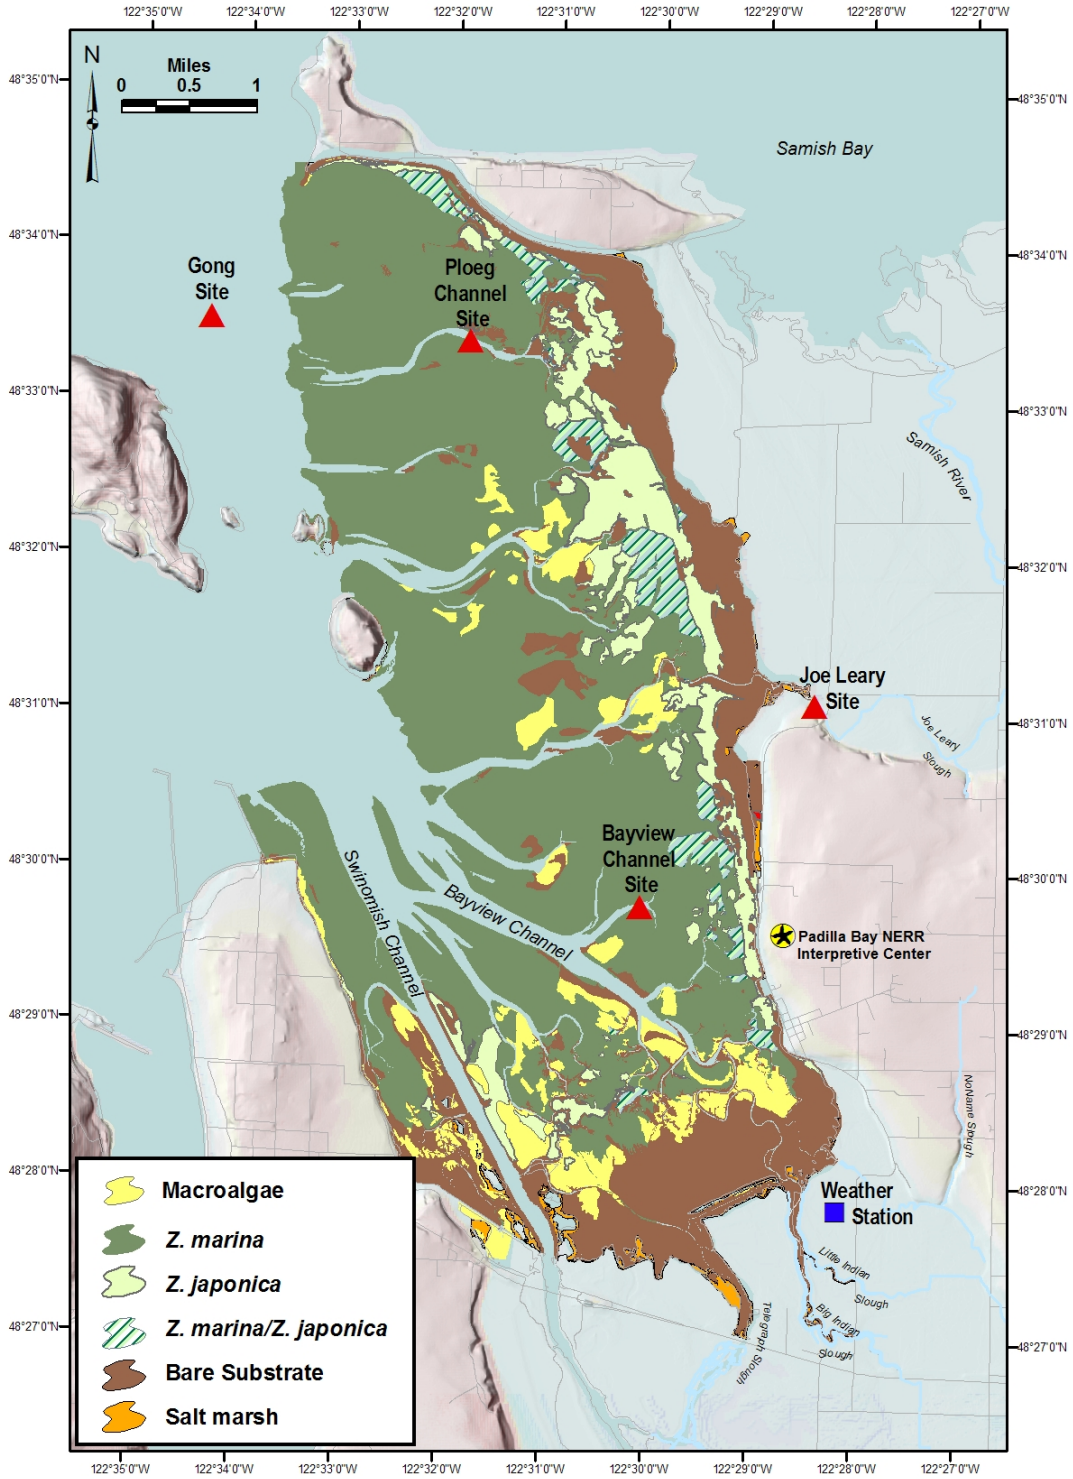 122°35'0"W 122°34'0"W 122°33'0"W 122°32'0"W 122°31'0"W 122°30'0"W 122°29'0"W 122°28'0"W 122°27'0"W
N
Miles
0 0.5 1
48°35'0"N
48°35'0"N
Samish Bay
48°34'0"N
48°34'0"N
Gong
Site
Ploeg
Channel
Site
48°33'0"N
48°33'0"N
Samish River
48°32'0"N
48°32'0"N
Joe Leary
Site
48°31'0"N
48°31'0"N
Joe Leary
Slough
Bayview
Channel
Site
48°30'0"N
48°30'0"N
Swinomish Channel
Bayview Channel
Padilla Bay NERR
Interpretive Center
48°29'0"N
48°29'0"N
NoName Slough
48°28'0"N
48°28'0"N
Weather
Station
Little Indian
Slough
Big Indian
Slough
Telegraph Slough
48°27'0"N
48°27'0"N
Macroalgae
Z. marina
Z. japonica
Z. marina/Z. japonica
Bare Substrate
Salt marsh
122°35'0"W 122°34'0"W 122°33'0"W 122°32'0"W 122°31'0"W 122°30'0"W 122°29'0"W 122°28'0"W 122°27'0"W